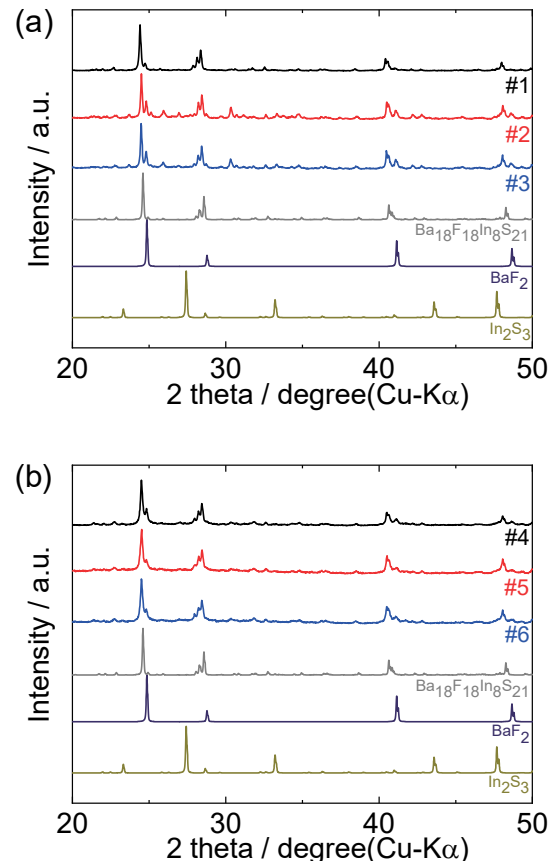 (a)
Intensity / a.u.
#1
#2
#3
Ba18F18In8S21
BaF2
In2S3
20 30 40 50
2 theta / degree(Cu-Kα)
(b)
Intensity / a.u.
#4
#5
#6
Ba18F18In8S21
BaF2
In2S3
20 30 40 50
2 theta / degree(Cu-Kα)